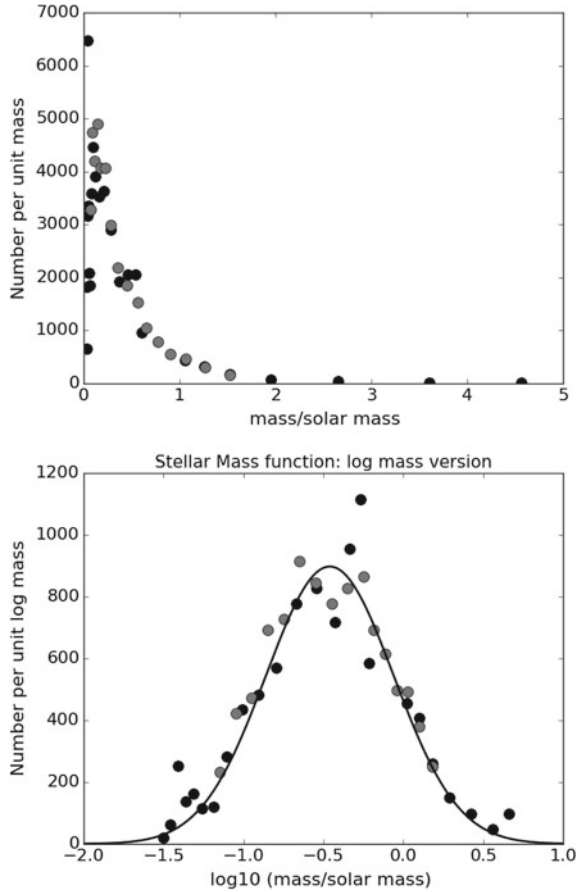 7000
6000
5000
4000
3000
2000
1000
0
Number per unit mass
0 1 2 3 4 5
mass/solar mass
Stellar Mass function: log mass version
1200
1000
800
600
400
200
0
Number per unit log mass
−2.0 −1.5 −1.0 −0.5 0.0 0.5 1.0
log10 (mass/solar mass)